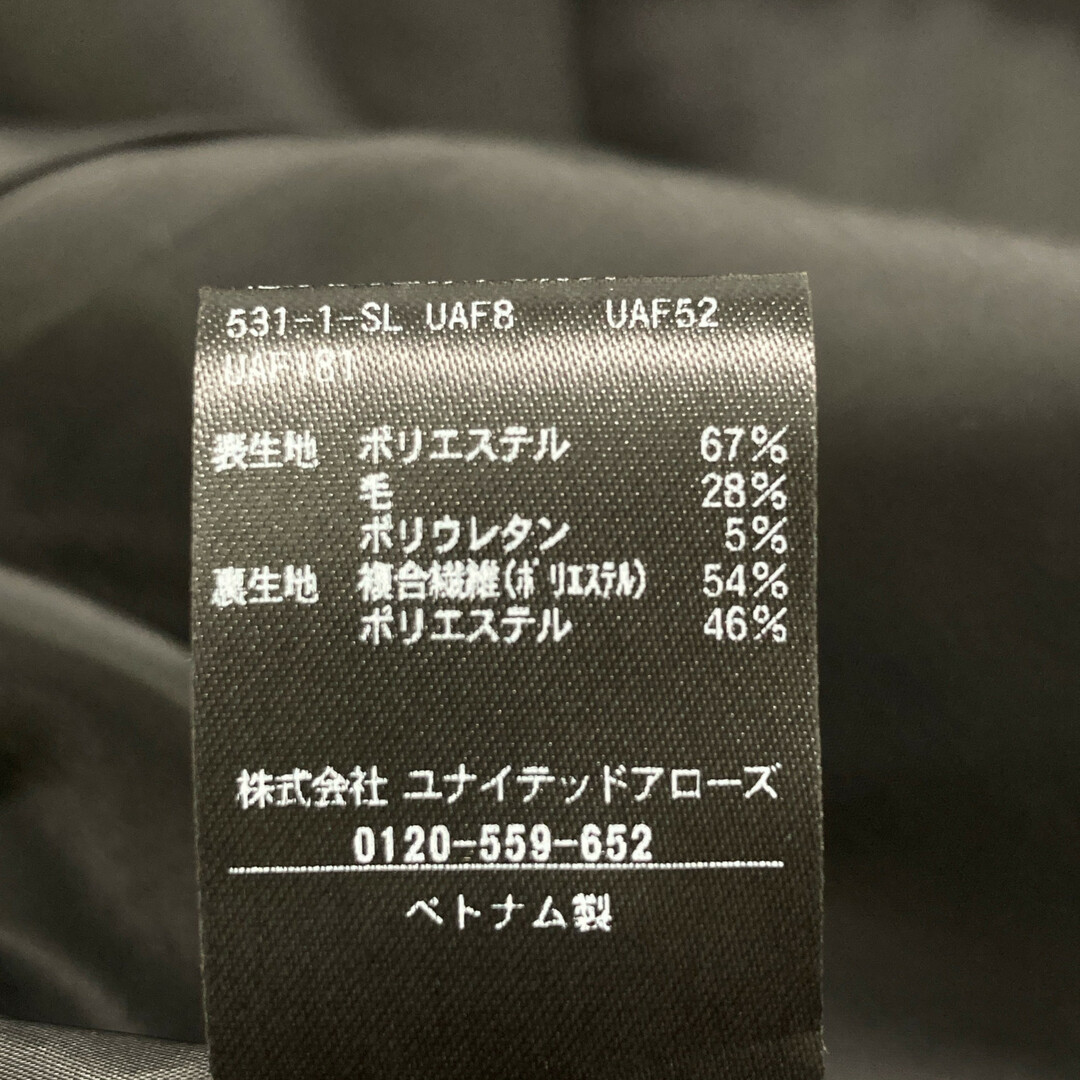 531-1-SL UAF8 UAF52
UAF181
表生地 ポリエステル 67%
毛 28%
ポリウレタン 5%
裏生地 複合繊維(ポリエステル) 54%
ポリエステル 46%
株式会社 ユナイテッドアローズ
0120-559-652
ベトナム製